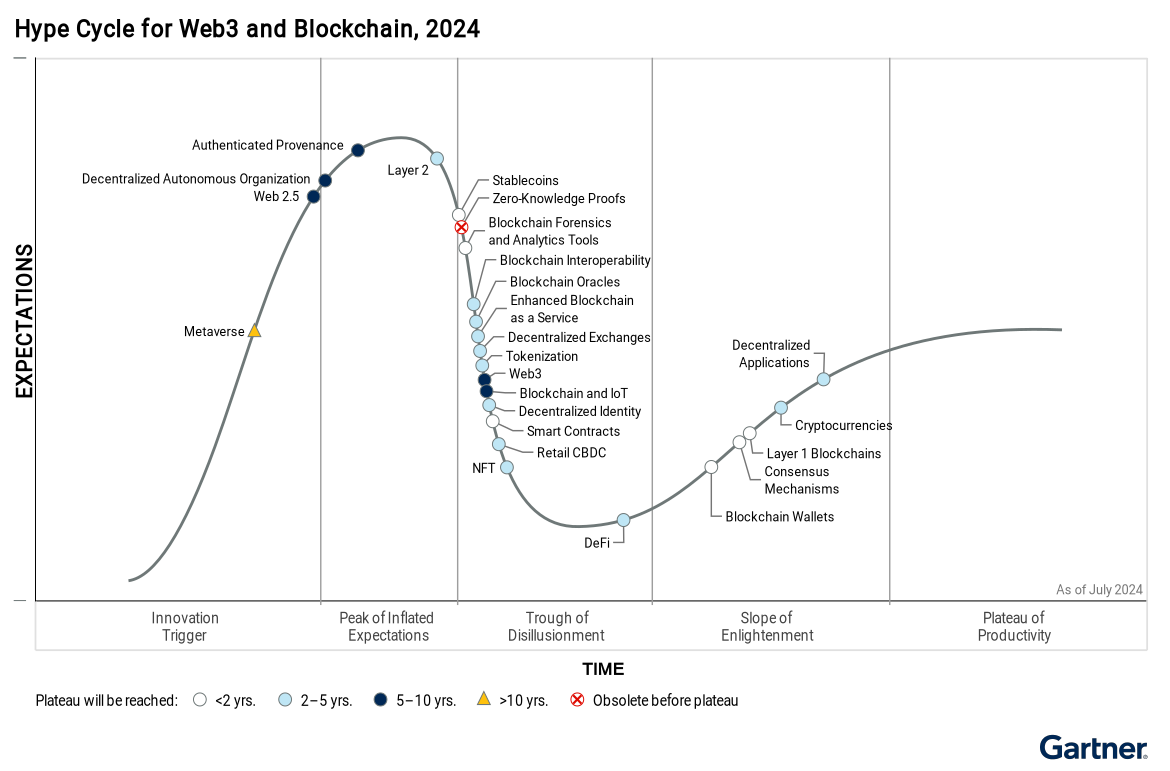 Hype Cycle for Web3 and Blockchain, 2024
Authenticated Provenance
Layer 2
Decentralized Autonomous Organization
Web 2.5
Metaverse
Stablecoins
Zero-Knowledge Proofs
Blockchain Forensics
and Analytics Tools
Blockchain Interoperability
Blockchain Oracles
Enhanced Blockchain
as a Service
Decentralized Exchanges
Tokenization
Web3
Blockchain and IoT
Decentralized Identity
Smart Contracts
Retail CBDC
NFT
DeFi
Decentralized
Applications
Cryptocurrencies
Layer 1 Blockchains
Consensus
Mechanisms
Blockchain Wallets
EXPECTATIONS
As of July 2024
Innovation
Trigger
Peak of Inflated
Expectations
Trough of
Disillusionment
Slope of
Enlightenment
Plateau of
Productivity
TIME
Plateau will be reached: <2 yrs. 2–5 yrs. 5–10 yrs. >10 yrs. Obsolete before plateau
Gartner®